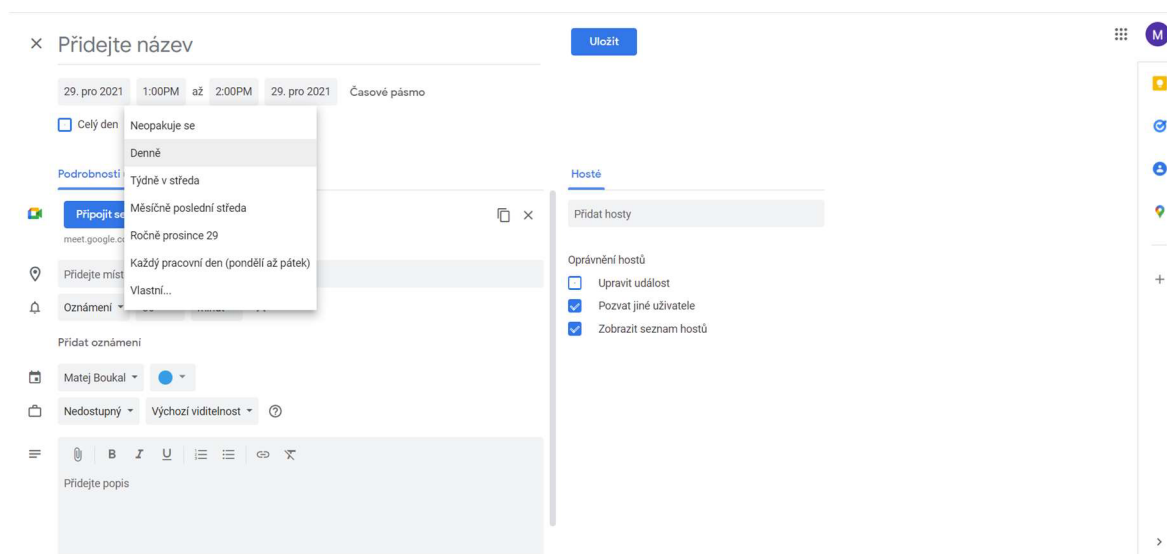 Přidejte název
Uložit
M
29. pro 2021 1:00PM až 2:00PM 29. pro 2021 Časové pásmo
Celý den
Neopakuje se
Denně
Týdně v středa
Měsíčně poslední středa
Ročně prosince 29
Každý pracovní den (pondělí až pátek)
Vlastní...
Podrobnosti
Připojit se
meet.google.co
Přidejte míst
Oznámení
Přidat oznámení
Matej Boukal
Nedostupný Výchozí viditelnost
B I U
Přidejte popis
Hosté
Přidat hosty
Oprávnění hostů
Upravit událost
Pozvat jiné uživatele
Zobrazit seznam hostů